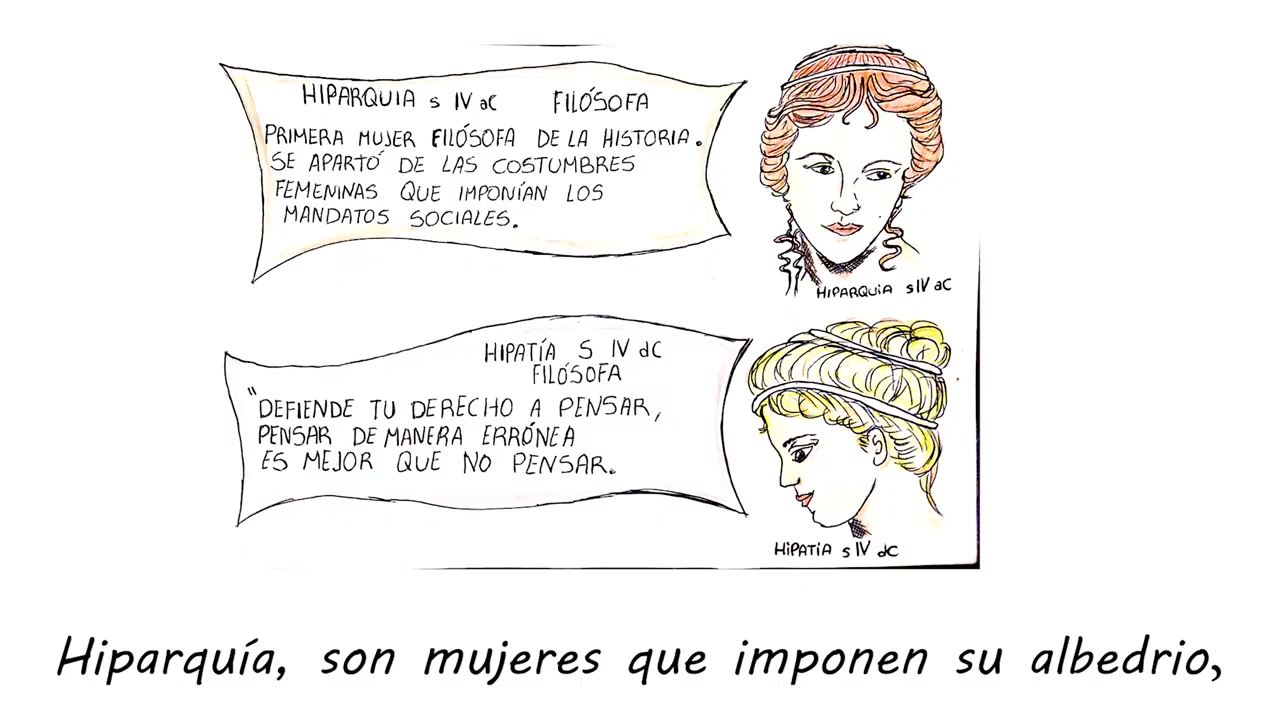 HIPARQUIA s IV aC FILÓSOFA
PRIMERA MUJER FILÓSOFA DE LA HISTORIA.
SE APARTÓ DE LAS COSTUMBRES
FEMENINAS QUE IMPONÍAN LOS
MANDATOS SOCIALES.
HIPARQUIA s IV aC
HIPATÍA S IV dC
FILÓSOFA
"DEFIENDE TU DERECHO A PENSAR,
PENSAR DE MANERA ERRÓNEA
ES MEJOR QUE NO PENSAR.
HIPATIA s IV dC
Hiparquía, son mujeres que imponen su albedrio,